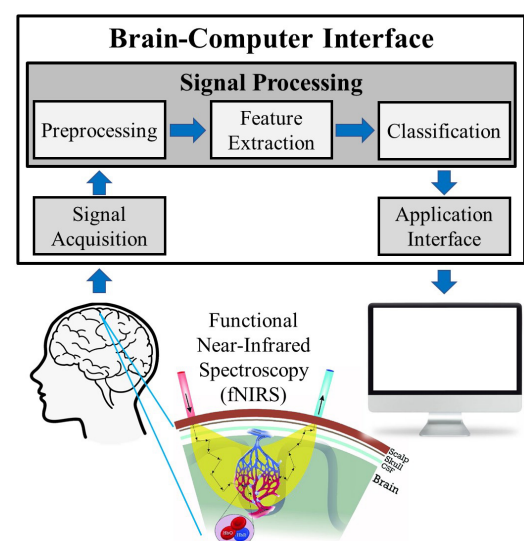 Brain-Computer Interface
Signal Processing
Preprocessing
Feature
Extraction
Classification
Signal
Acquisition
Application
Interface
Functional
Near-Infrared
Spectroscopy
(fNIRS)
Scalp
Skull
CSF
Brain